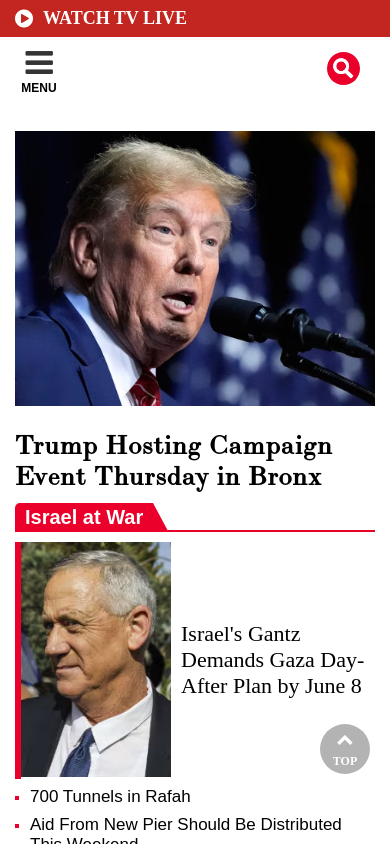 WATCH TV LIVE
MENU
Trump Hosting Campaign
Event Thursday in Bronx
Israel at War
Israel's Gantz
Demands Gaza Day-
After Plan by June 8
TOP
700 Tunnels in Rafah
Aid From New Pier Should Be Distributed
This Weekend